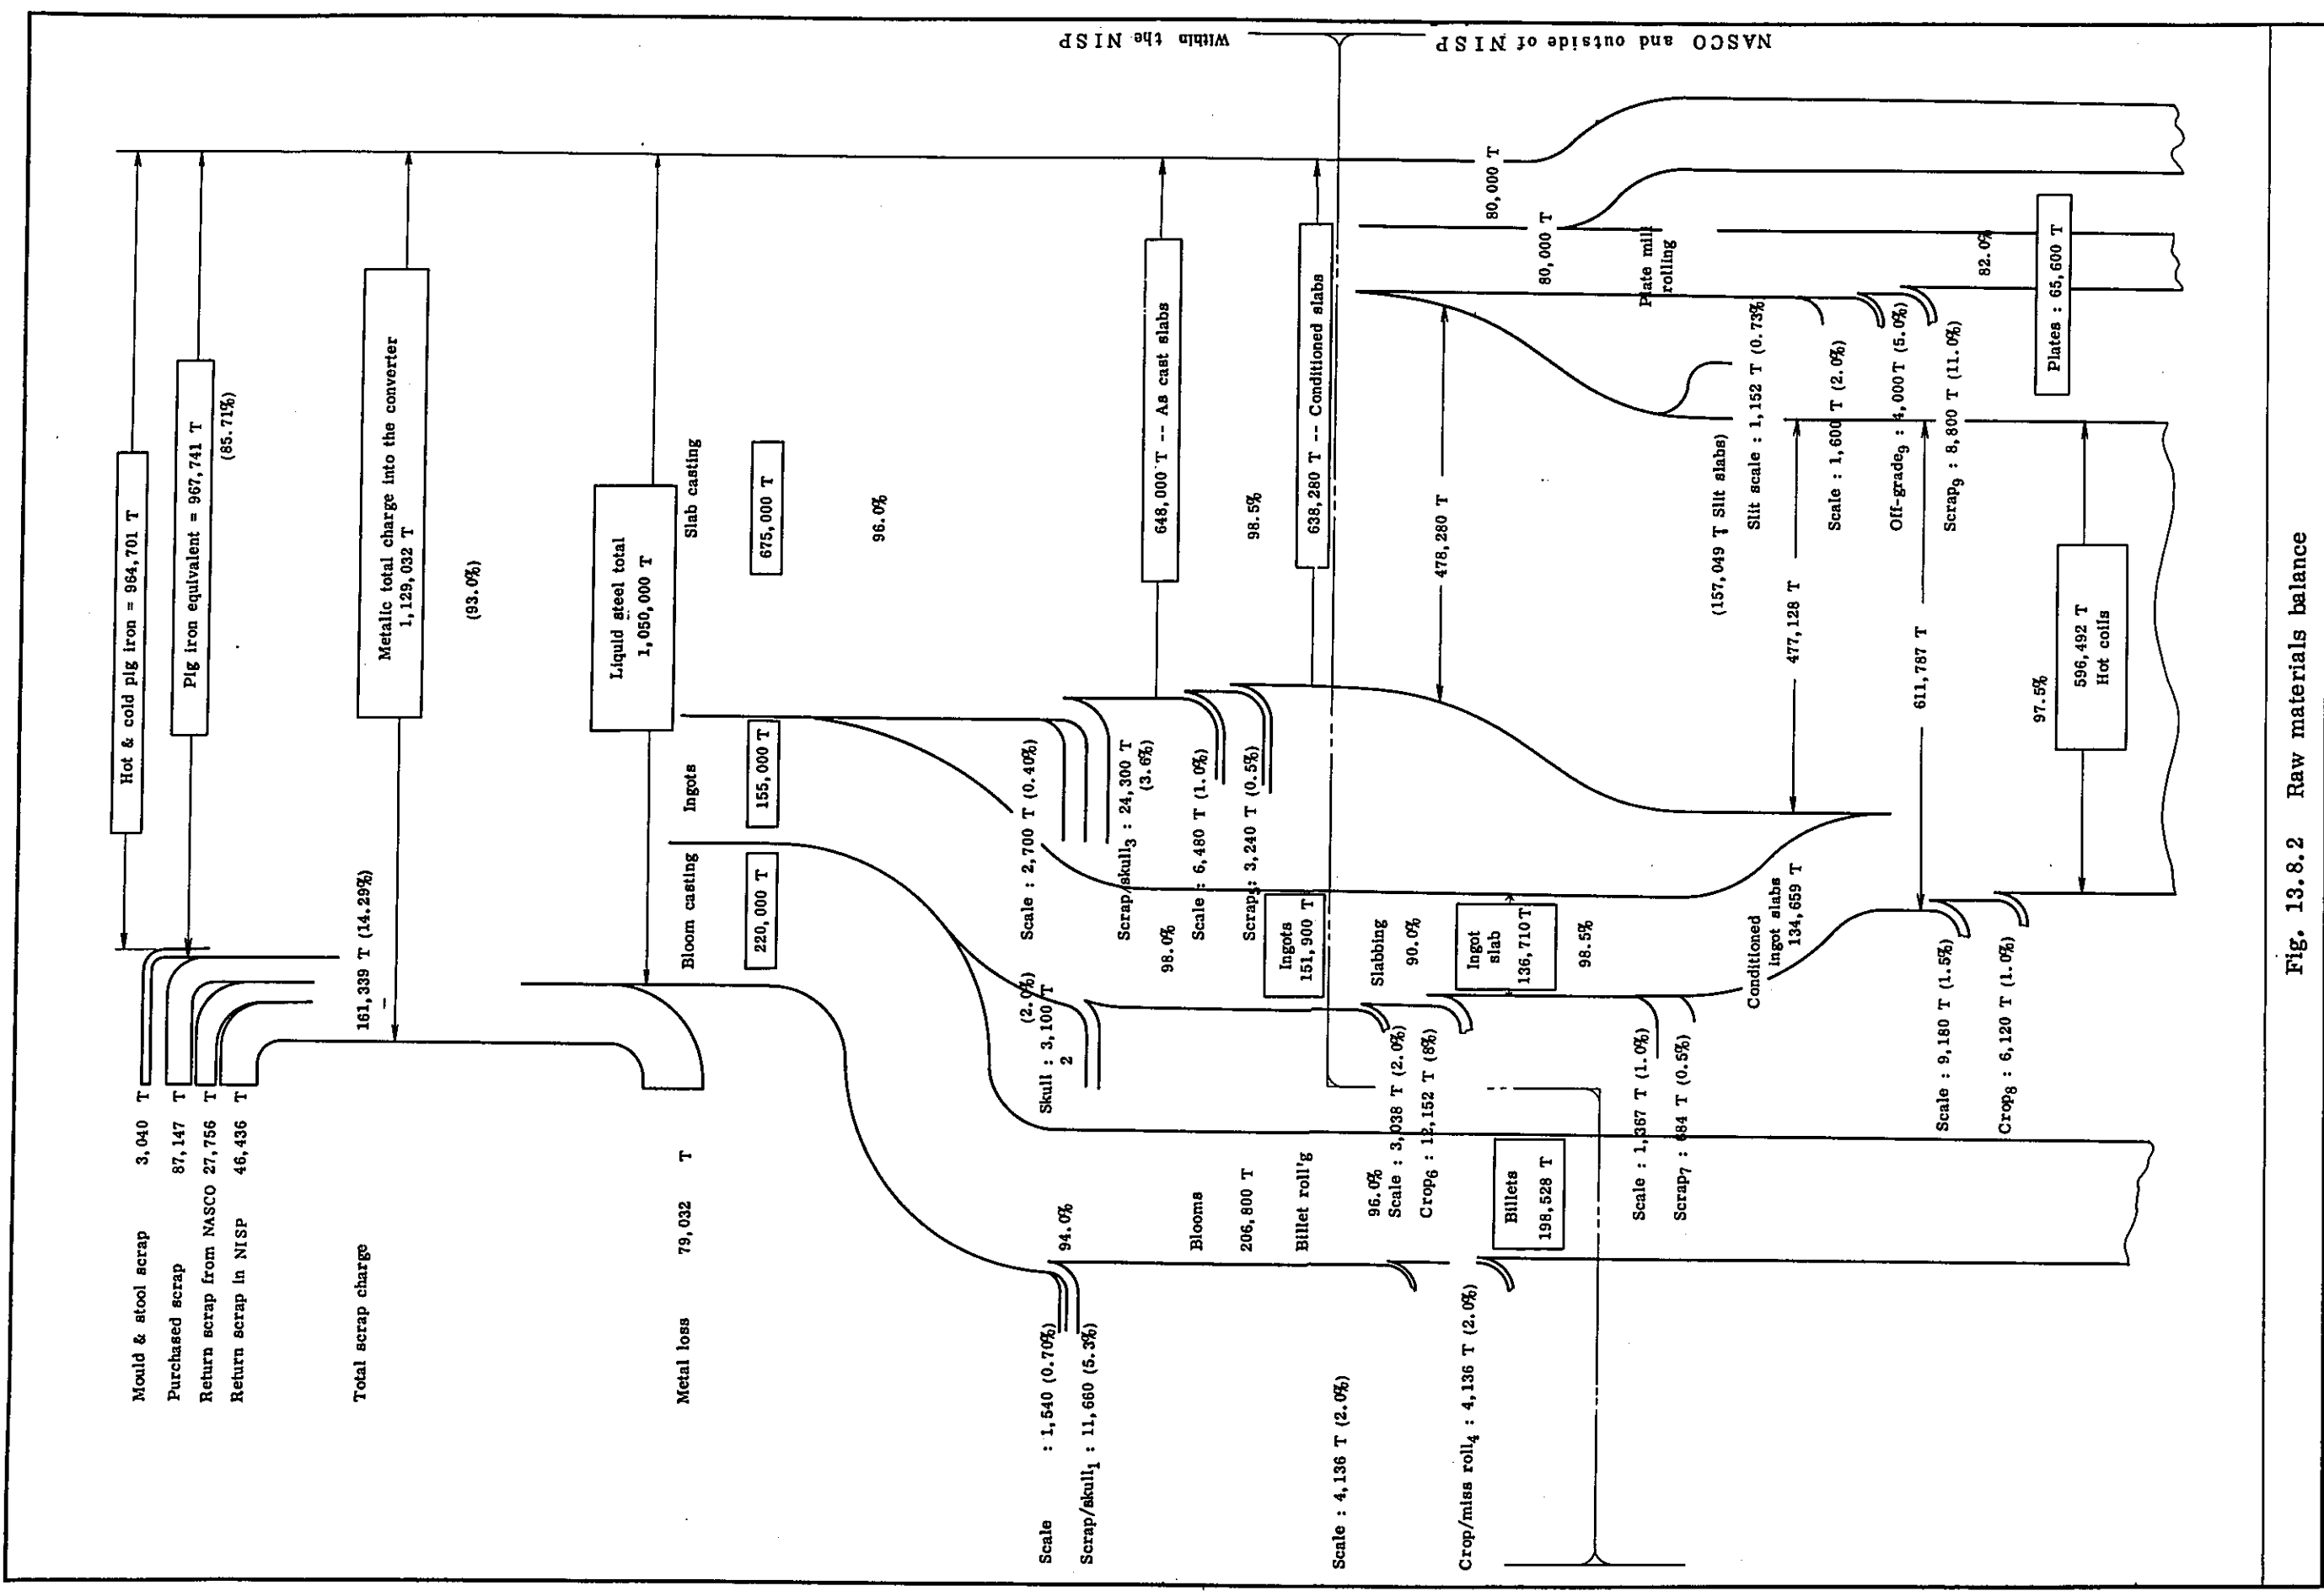 Mould & stool scrap 3,040 T
Purchased scrap 87,147 T
Return scrap from NASCO 27,756 T
Return scrap in NISP 46,436 T
Hot & cold pig iron = 964,701 T
Pig iron equivalent = 967,741 T
(85.71%)
Total scrap charge
161,339 T (14.29%)
Metalic total charge into the converter
1,129,032 T
(93.0%)
Metal loss 79,032 T
Liquid steel total
1,050,000 T
Bloom casting
220,000 T
Ingots
155,000 T
Slab casting
675,000 T
96.0%
Scale : 1,540 (0.70%)
Scrap/skull1 : 11,660 (5.3%)
94.0%
(2.0%)
Skull : 3,100 T
2
Scale : 2,700 T (0.40%)
Scrap/skull3 : 24,300 T
(3.6%)
98.0%
648,000 T -- As cast slabs
Scale : 6,480 T (1.0%)
Scrap5 : 3,240 T (0.5%)
98.5%
Blooms
206,800 T
Billet roll'g
Ingots
151,900 T
638,280 T -- Conditioned slabs
Within the NISP
NASCO and outside of NISP
Scale : 4,136 T (2.0%)
96.0%
Scale : 3,038 T (2.0%)
Crop6 : 12,152 T (8%)
Slabbing
90.0%
478,280 T
Crop/miss roll4 : 4,136 T (2.0%)
Billets
198,528 T
Ingot
slab
136,710T
98.5%
80,000 T
80,000 T
Plate mill
rolling
Scale : 1,367 T (1.0%)
Scrap7 : 684 T (0.5%)
Conditioned
ingot slabs
134,659 T
(157,049 T Slit slabs)
Slit scale : 1,152 T (0.73%)
477,128 T
Scale : 1,600 T (2.0%)
Off-grade9 : 4,000T (5.0%)
Scrap9 : 8,800 T (11.0%)
82.0%
611,787 T
Scale : 9,180 T (1.5%)
Crop8 : 6,120 T (1.0%)
97.5%
596,492 T
Hot coils
Plates : 65,600 T
Fig. 13.8.2 Raw materials balance